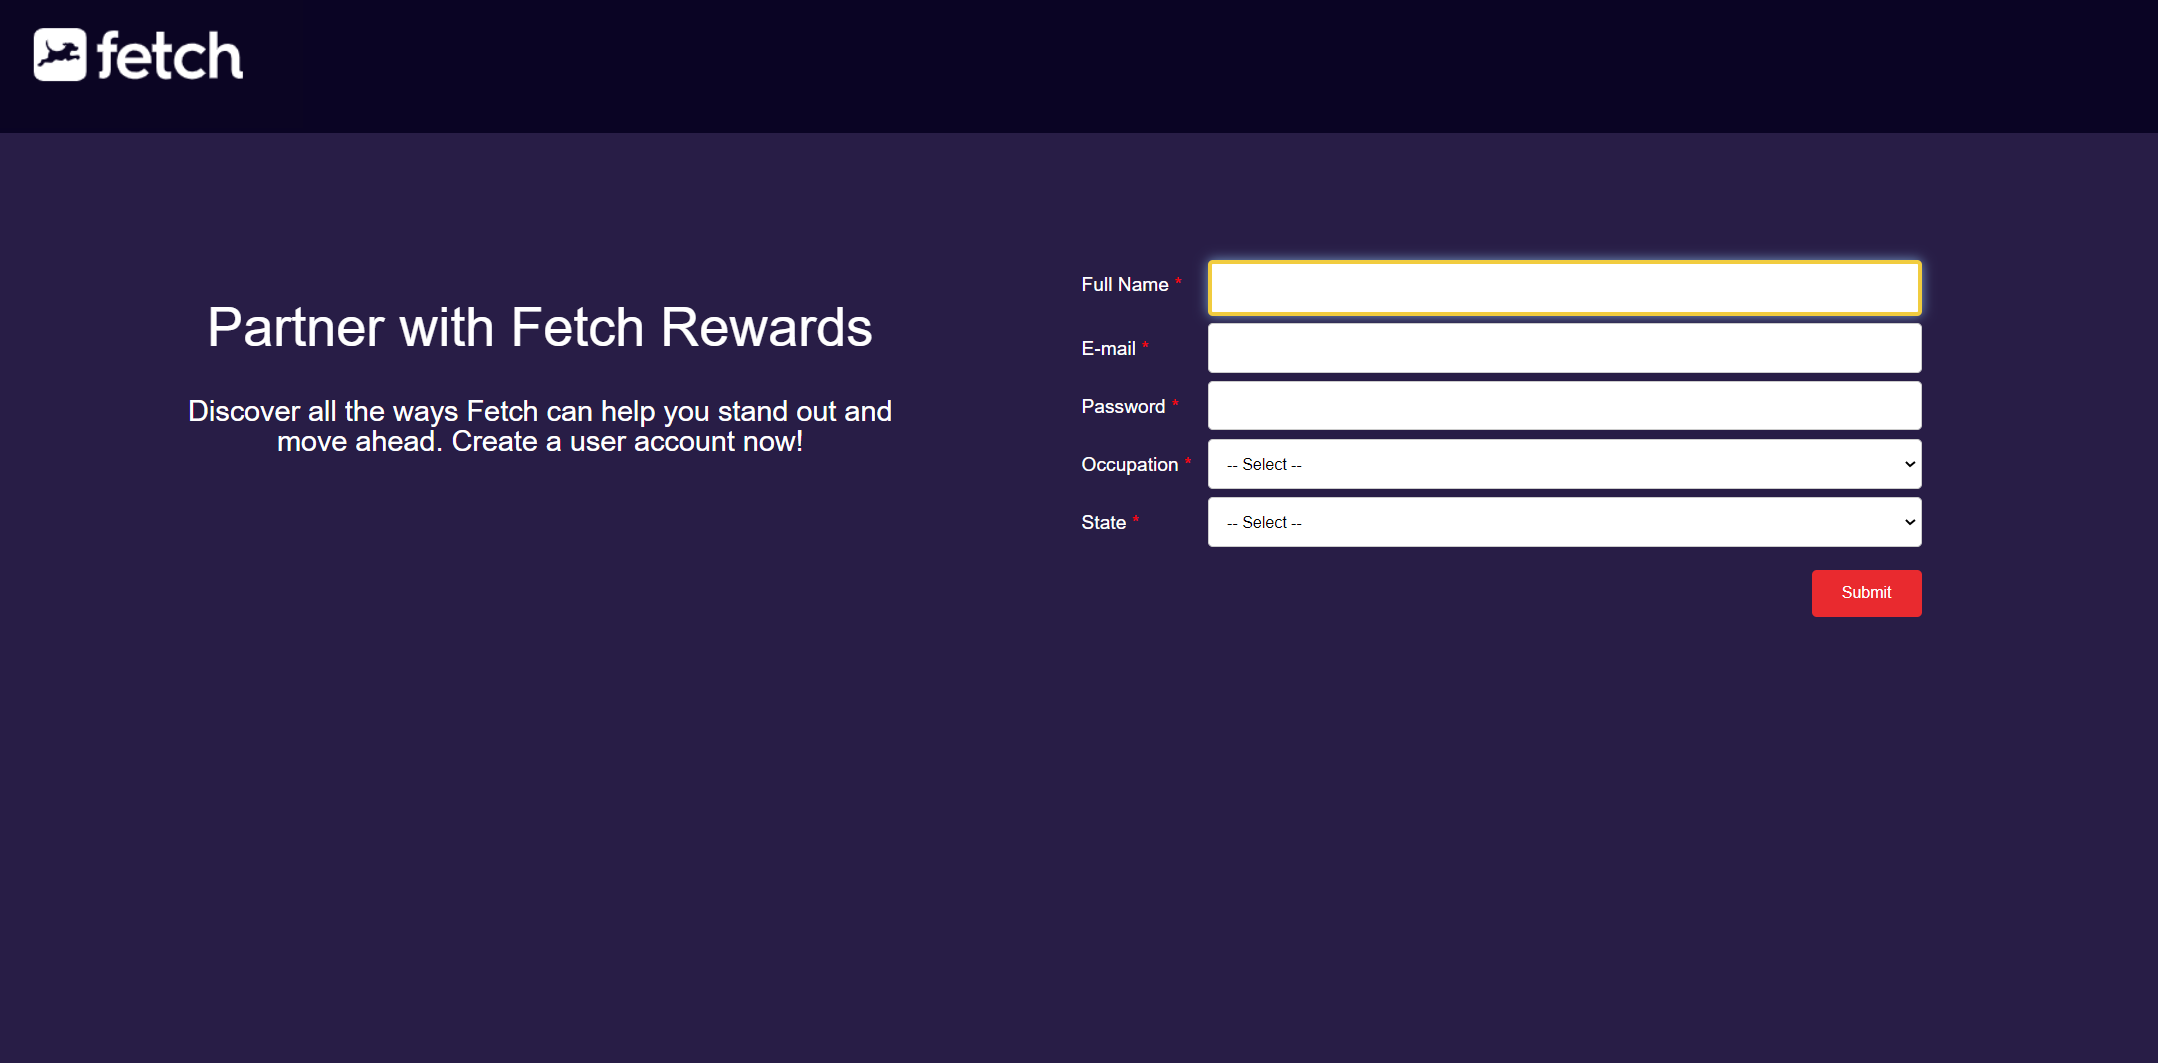 fetch
Partner with Fetch Rewards
Discover all the ways Fetch can help you stand out and
move ahead. Create a user account now!
Full Name *
E-mail *
Password *
Occupation *
-- Select --
State *
-- Select --
Submit